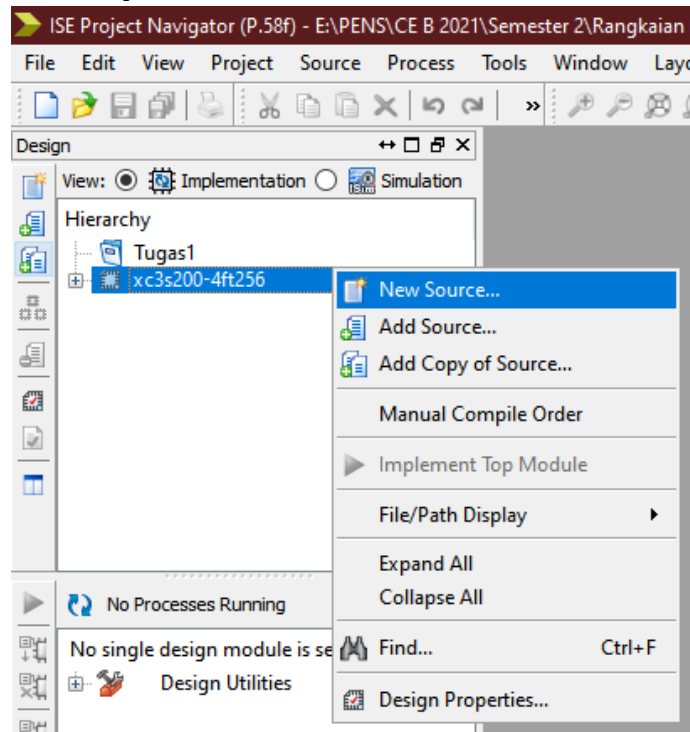 ISE Project Navigator (P.58f) - E:\PENS\CE B 2021\Semester 2\Rangkaian
File Edit View Project Source Process Tools Window Layo
»
Design
View: Implementation Simulation
Hierarchy
Tugas1
xc3s200-4ft256
New Source...
Add Source...
Add Copy of Source...
Manual Compile Order
Implement Top Module
File/Path Display
Expand All
Collapse All
Find... Ctrl+F
Design Properties...
No Processes Running
No single design module is se
Design Utilities